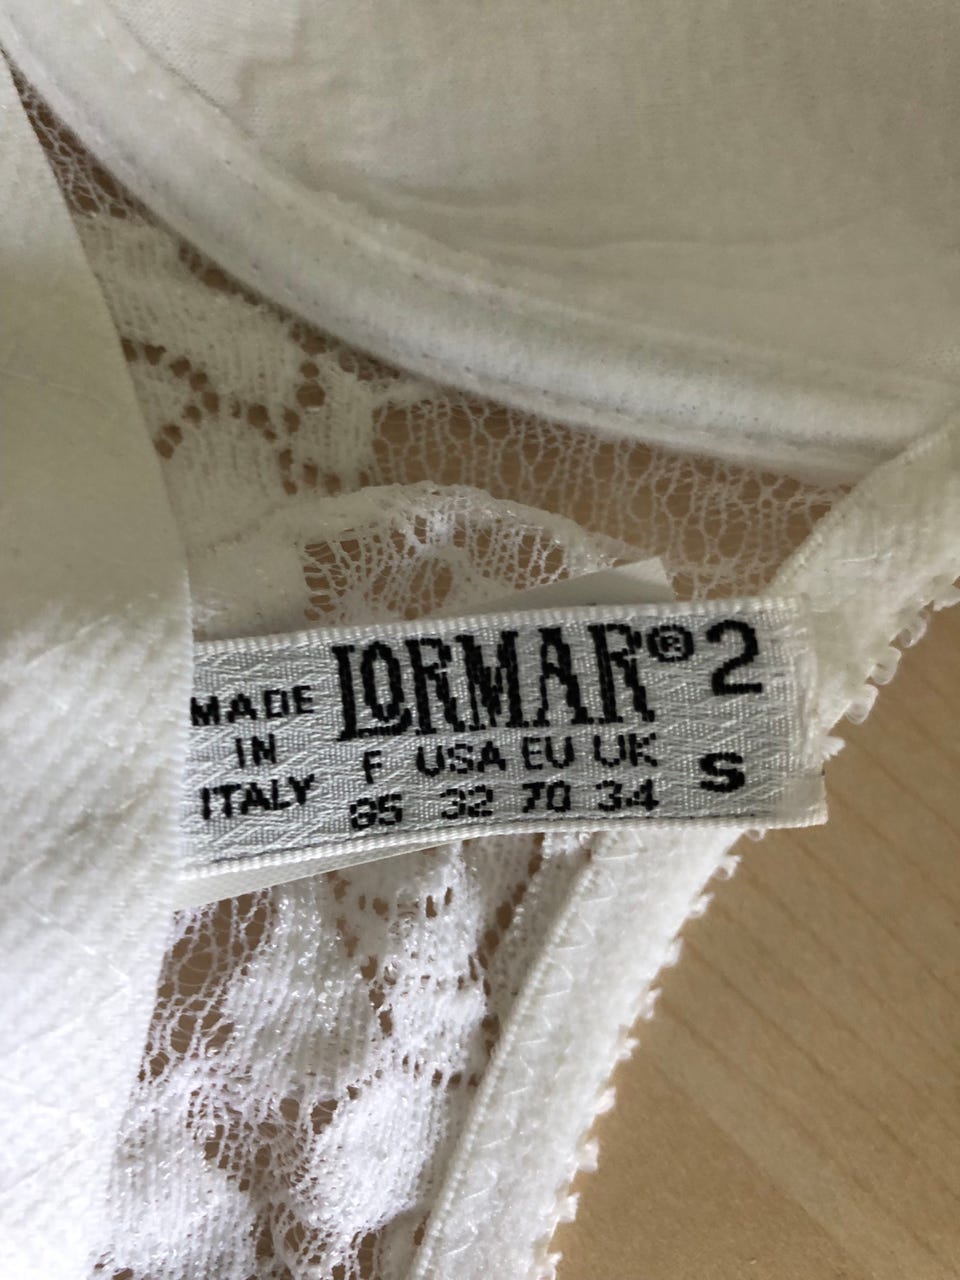 MADE
IN
ITALY
LORMAR® 2
F USA EU UK
85 32 70 34
S